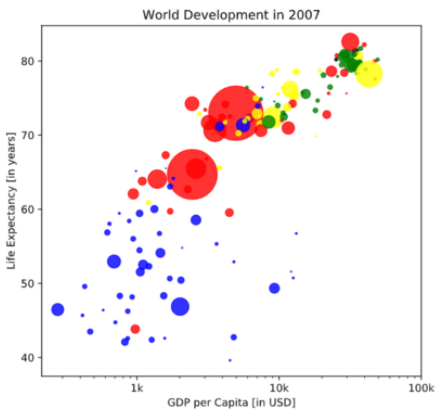 World Development in 2007
Life Expectancy [in years]
80
70
60
50
40
1k
10k
100k
GDP per Capita [in USD]